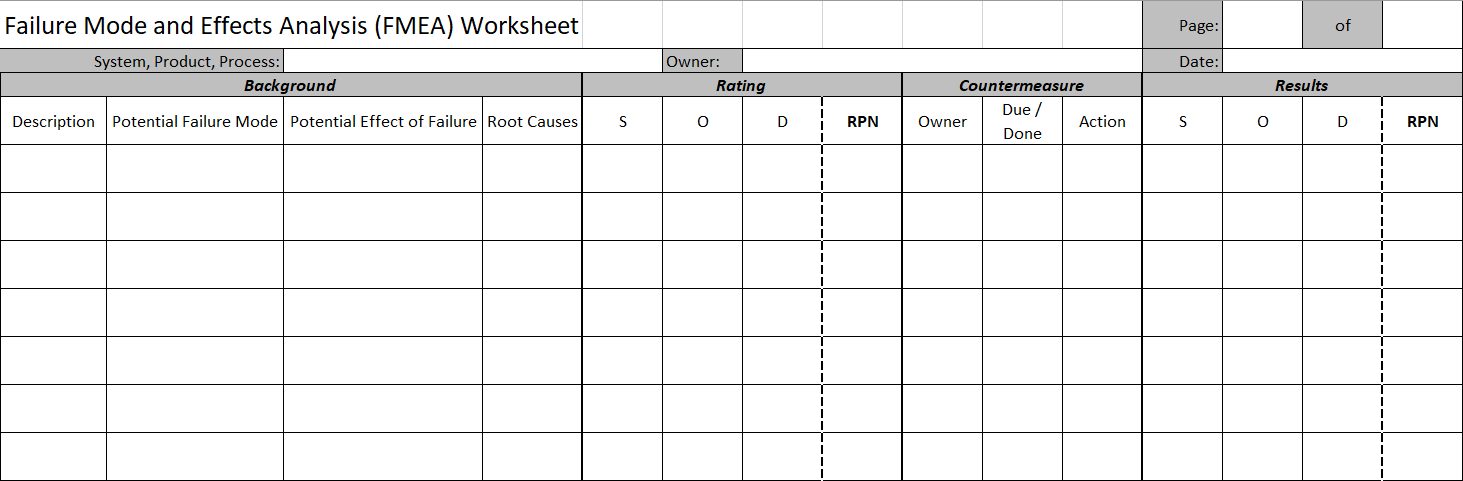 Failure Mode and Effects Analysis (FMEA) Worksheet Page: of
System, Product, Process: Owner: Date:
Background Rating Countermeasure Results
Description Potential Failure Mode Potential Effect of Failure Root Causes S O D RPN Owner Due / Done Action S O D RPN